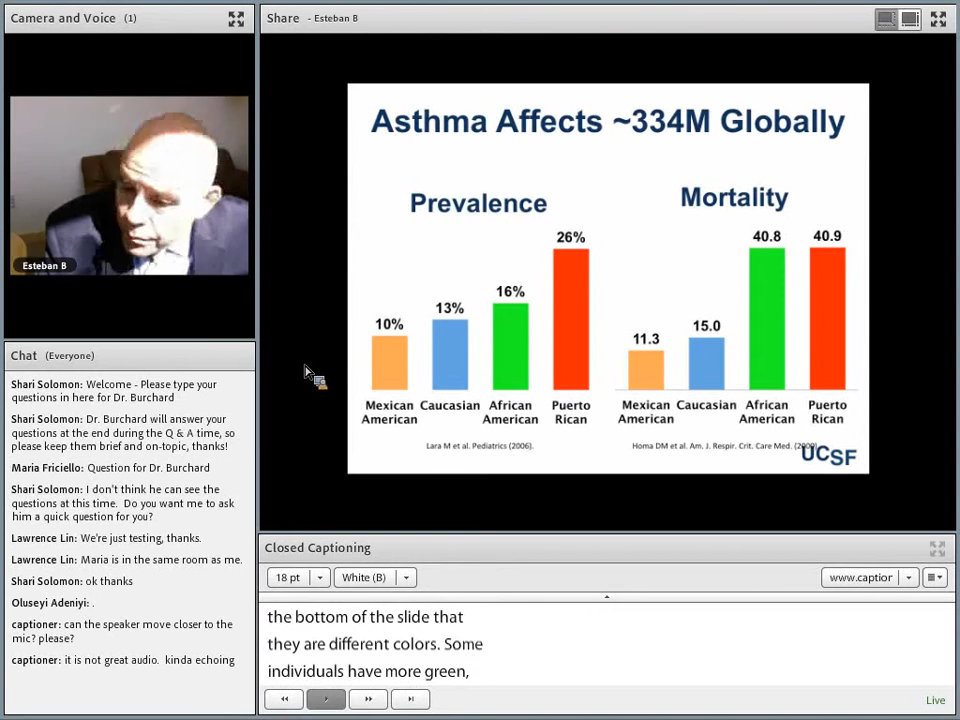 Camera and Voice (1)
Esteban B
Chat (Everyone)
Shari Solomon: Welcome - Please type your
questions in here for Dr. Burchard
Shari Solomon: Dr. Burchard will answer your
questions at the end during the Q & A time, so
please keep them brief and on-topic, thanks!
Maria Friciello: Question for Dr. Burchard
Shari Solomon: I don't think he can see the
questions at this time. Do you want me to ask
him a quick question for you?
Lawrence Lin: We're just testing, thanks.
Lawrence Lin: Maria is in the same room as me.
Shari Solomon: ok thanks
Oluseyi Adeniyi: .
captioner: can the speaker move closer to the
mic? please?
captioner: it is not great audio. kinda echoing
Share - Esteban B
Asthma Affects ~334M Globally
Prevalence
10%
13%
16%
26%
Mexican American
Caucasian
African American
Puerto Rican
Lara M et al. Pediatrics (2006).
Mortality
11.3
15.0
40.8
40.9
Mexican American
Caucasian
African American
Puerto Rican
Homa DM et al. Am. J. Respir. Crit. Care Med.
UCSF
Closed Captioning
18 pt
White (B)
www.caption
the bottom of the slide that
they are different colors. Some
individuals have more green,
Live